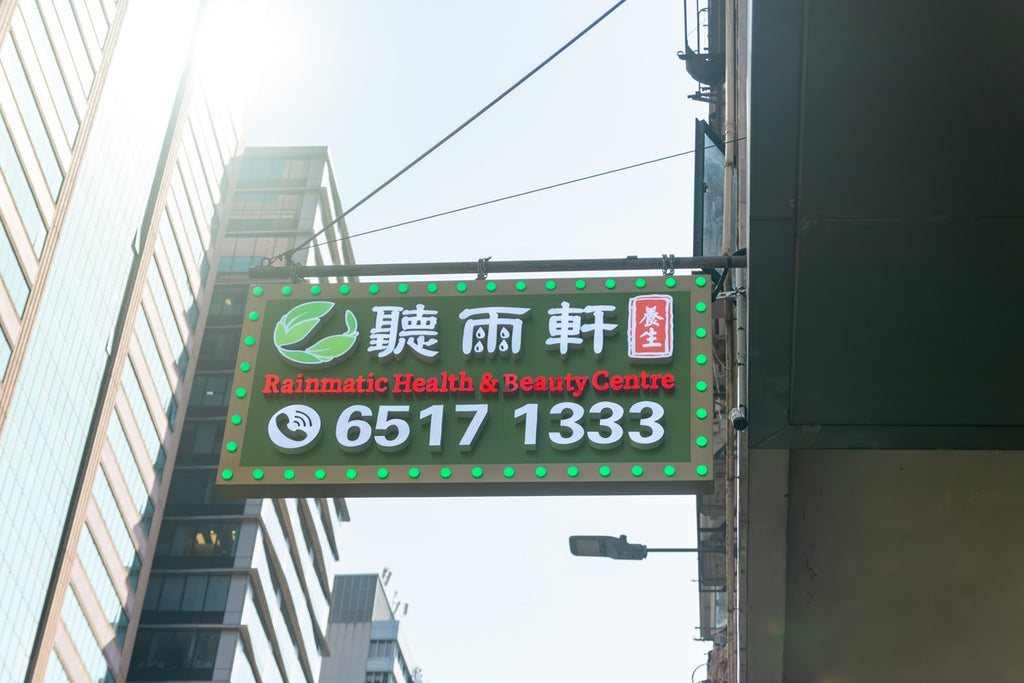 聽雨軒 養生
Rainmatic Health & Beauty Centre
6517 1333